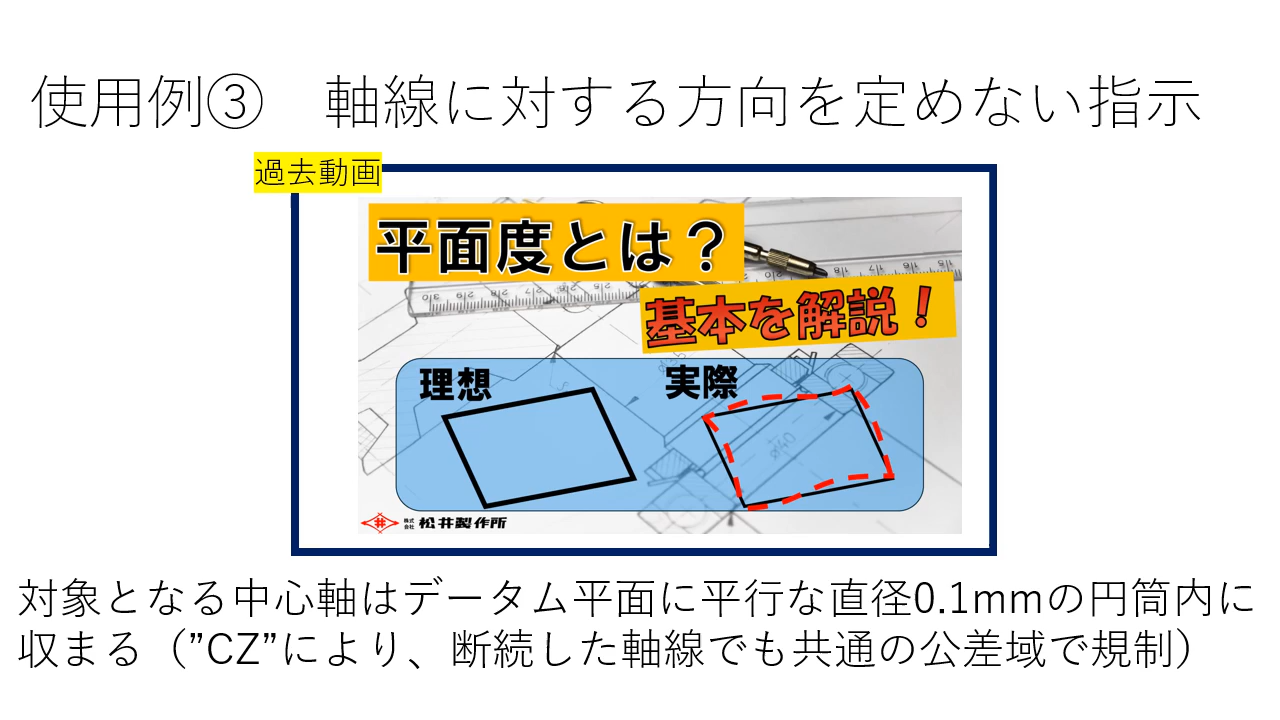 使用例③　軸線に対する方向を定めない指示
過去動画
平面度とは？
基本を解説！
理想
実際
株式会社 松井製作所
対象となる中心軸はデータム平面に平行な直径0.1mmの円筒内に
収まる（”CZ”により、断続した軸線でも共通の公差域で規制）